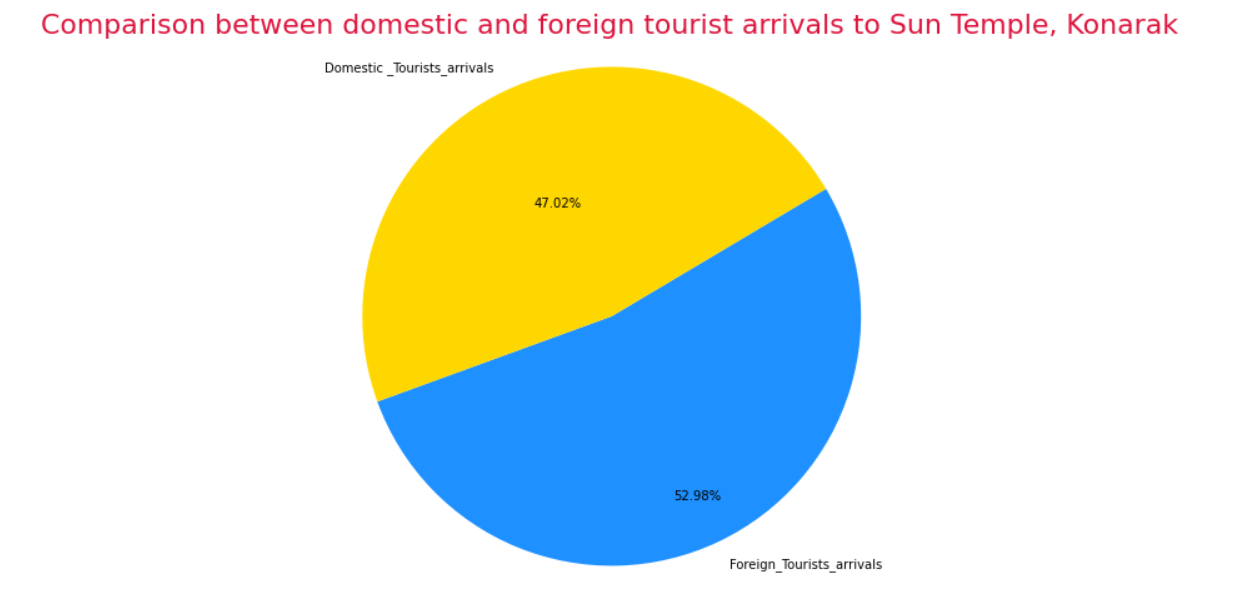 Comparison between domestic and foreign tourist arrivals to Sun Temple, Konarak
Domestic _Tourists_arrivals
47.02%
52.98%
Foreign_Tourists_arrivals